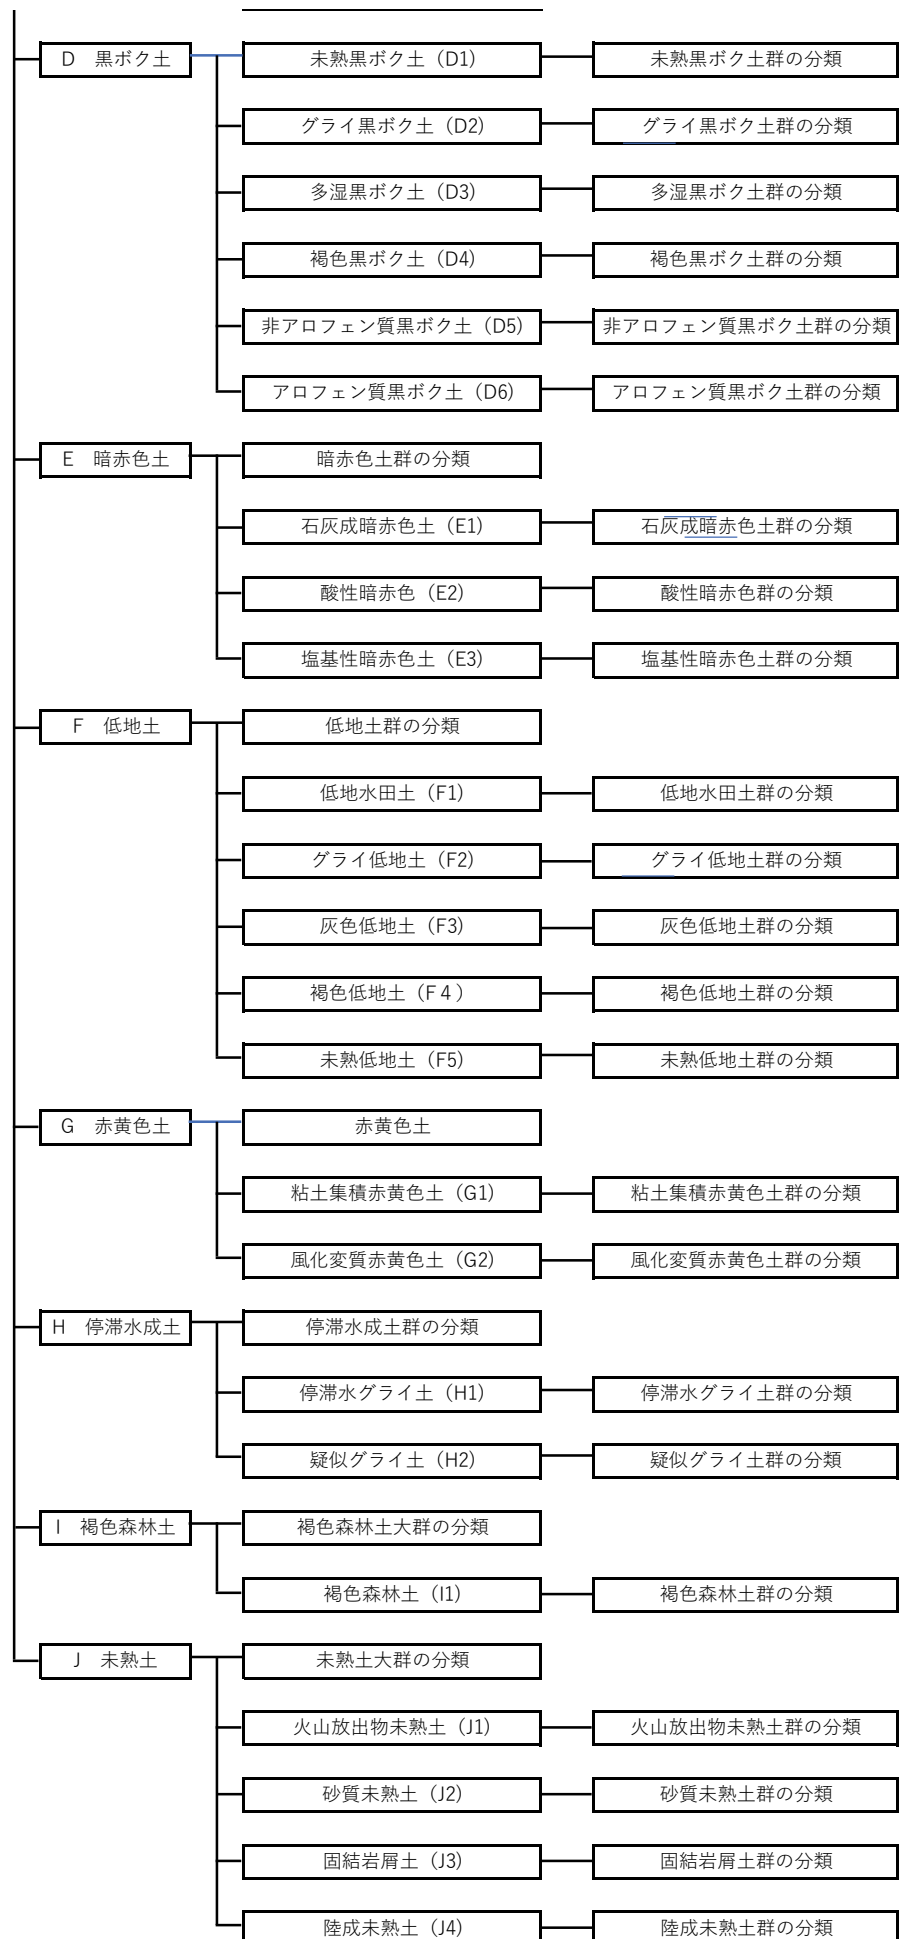 D　黒ボク土　未熟黒ボク土（D1）　未熟黒ボク土群の分類
グライ黒ボク土（D2）　グライ黒ボク土群の分類
多湿黒ボク土（D3）　多湿黒ボク土群の分類
褐色黒ボク土（D4）　褐色黒ボク土群の分類
非アロフェン質黒ボク土（D5）　非アロフェン質黒ボク土群の分類
アロフェン質黒ボク土（D6）　アロフェン質黒ボク土群の分類
E　暗赤色土　暗赤色土群の分類
石灰成暗赤色土（E1）　石灰成暗赤色土群の分類
酸性暗赤色（E2）　酸性暗赤色群の分類
塩基性暗赤色土（E3）　塩基性暗赤色土群の分類
F　低地土　低地土群の分類
低地水田土（F1）　低地水田土群の分類
グライ低地土（F2）　グライ低地土群の分類
灰色低地土（F3）　灰色低地土群の分類
褐色低地土（F４）　褐色低地土群の分類
未熟低地土（F5）　未熟低地土群の分類
G　赤黄色土　赤黄色土
粘土集積赤黄色土（G1）　粘土集積赤黄色土群の分類
風化変質赤黄色土（G2）　風化変質赤黄色土群の分類
H　停滞水成土　停滞水成土群の分類
停滞水グライ土（H1）　停滞水グライ土群の分類
疑似グライ土（H2）　疑似グライ土群の分類
I　褐色森林土　褐色森林土大群の分類
褐色森林土（I1）　褐色森林土群の分類
J　未熟土　未熟土大群の分類
火山放出物未熟土（J1）　火山放出物未熟土群の分類
砂質未熟土（J2）　砂質未熟土群の分類
固結岩屑土（J3）　固結岩屑土群の分類
陸成未熟土（J4）　陸成未熟土群の分類